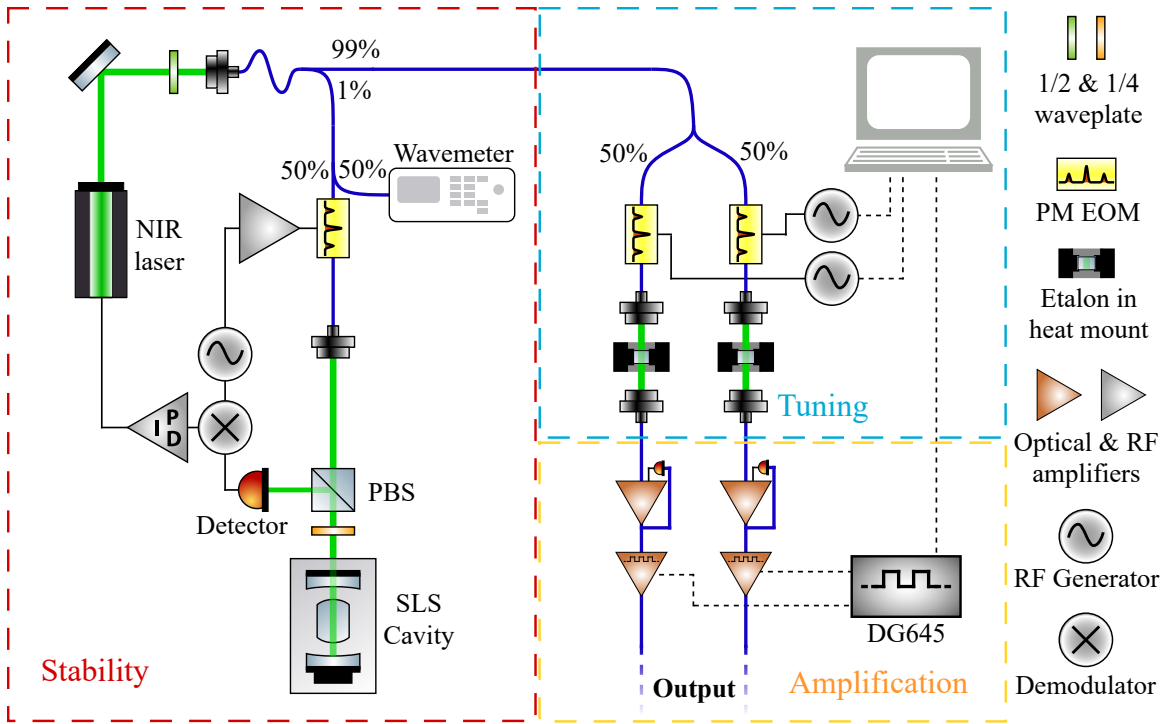 99%
1%
50%
50%
Wavemeter
NIR
laser
I
P
D
Detector
PBS
SLS
Cavity
Stability
50%
50%
Tuning
DG645
Output
Amplification
1/2 & 1/4
waveplate
PM EOM
Etalon in
heat mount
Optical & RF
amplifiers
RF Generator
Demodulator